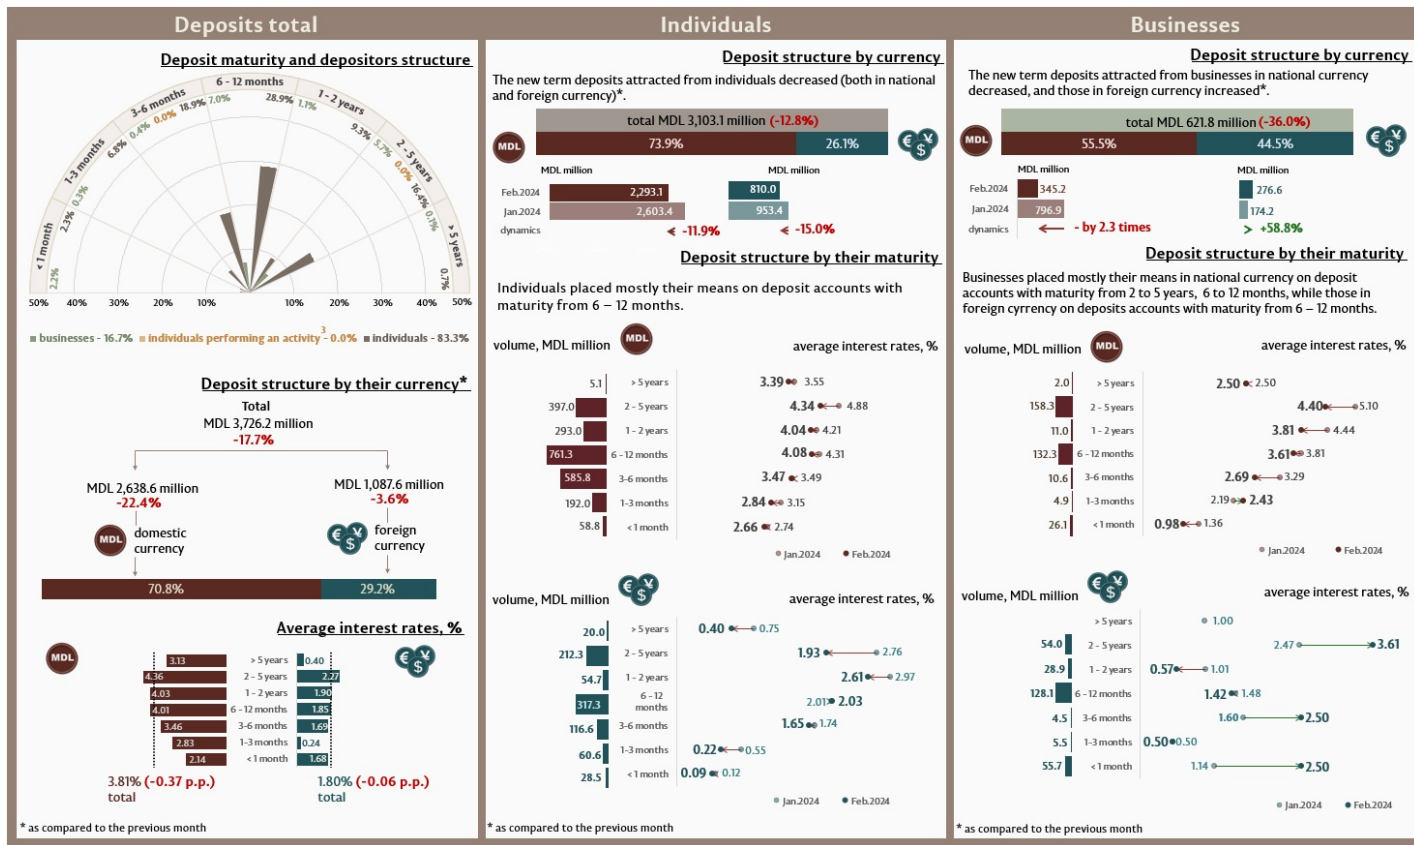 Deposits total
Deposit maturity and depositors structure
< 1 month
1-3 months
3-6 months
6 - 12 months
1 - 2 years
2 - 5 years
> 5 years
2.2%
2.3% 0.3%
6.8% 0.4% 0.0%
18.9% 7.0%
28.9% 1.1%
9.3% 5.7% 0.0%
16.4% 0.1%
0.7%
50% 40% 30% 20% 10% 10% 20% 30% 40% 50%
businesses - 16.7% individuals performing an activity 3 - 0.0% individuals - 83.3%
Deposit structure by their currency*
Total
MDL 3,726.2 million
-17.7%
MDL 2,638.6 million
-22.4%
MDL 1,087.6 million
-3.6%
MDL domestic currency
€ ¥ $ foreign currency
70.8% 29.2%
Average interest rates, %
MDL
€ ¥ $
3.13 > 5 years 0.40
4.36 2 - 5 years 2.27
4.03 1 - 2 years 1.90
4.01 6 - 12 months 1.85
3.46 3-6 months 1.69
2.83 1-3 months 0.24
2.14 < 1 month 1.68
3.81% (-0.37 p.p.)
total
1.80% (-0.06 p.p.)
total
* as compared to the previous month
Individuals
Deposit structure by currency
The new term deposits attracted from individuals decreased (both in national
and foreign currency)*.
total MDL 3,103.1 million (-12.8%)
MDL 73.9% 26.1% € ¥ $
MDL million MDL million
Feb.2024 2,293.1 810.0
Jan.2024 2,603.4 953.4
dynamics -11.9% -15.0%
Deposit structure by their maturity
Individuals placed mostly their means on deposit accounts with
maturity from 6 – 12 months.
volume, MDL million MDL average interest rates, %
5.1 > 5 years 3.39 3.55
397.0 2 - 5 years 4.34 4.88
293.0 1 - 2 years 4.04 4.21
761.3 6 - 12 months 4.08 4.31
585.8 3-6 months 3.47 3.49
192.0 1-3 months 2.84 3.15
58.8 < 1 month 2.66 2.74
Jan.2024 Feb.2024
volume, MDL million € ¥ $ average interest rates, %
20.0 > 5 years 0.40 0.75
212.3 2 - 5 years 1.93 2.76
54.7 1 - 2 years 2.61 2.97
317.3 6 - 12 months 2.01 2.03
116.6 3-6 months 1.65 1.74
60.6 1-3 months 0.22 0.55
28.5 < 1 month 0.09 0.12
Jan.2024 Feb.2024
* as compared to the previous month
Businesses
Deposit structure by currency
The new term deposits attracted from businesses in national currency
decreased, and those in foreign currency increased*.
total MDL 621.8 million (-36.0%)
MDL 55.5% 44.5% € ¥ $
MDL million MDL million
Feb.2024 345.2 276.6
Jan.2024 796.9 174.2
dynamics - by 2.3 times +58.8%
Deposit structure by their maturity
Businesses placed mostly their means in national currency on deposit
accounts with maturity from 2 to 5 years, 6 to 12 months, while those in
foreign cyrrency on deposits accounts with maturity from 6 – 12 months.
volume, MDL million MDL average interest rates, %
2.0 > 5 years 2.50 2.50
158.3 2 - 5 years 4.40 5.10
11.0 1 - 2 years 3.81 4.44
132.3 6 - 12 months 3.61 3.81
10.6 3-6 months 2.69 3.29
4.9 1-3 months 2.19 2.43
26.1 < 1 month 0.98 1.36
Jan.2024 Feb.2024
volume, MDL million € ¥ $ average interest rates, %
> 5 years 1.00
54.0 2 - 5 years 2.47 3.61
28.9 1 - 2 years 0.57 1.01
128.1 6 - 12 months 1.42 1.48
4.5 3-6 months 1.60 2.50
5.5 1-3 months 0.50 0.50
55.7 < 1 month 1.14 2.50
Jan.2024 Feb.2024
* as compared to the previous month